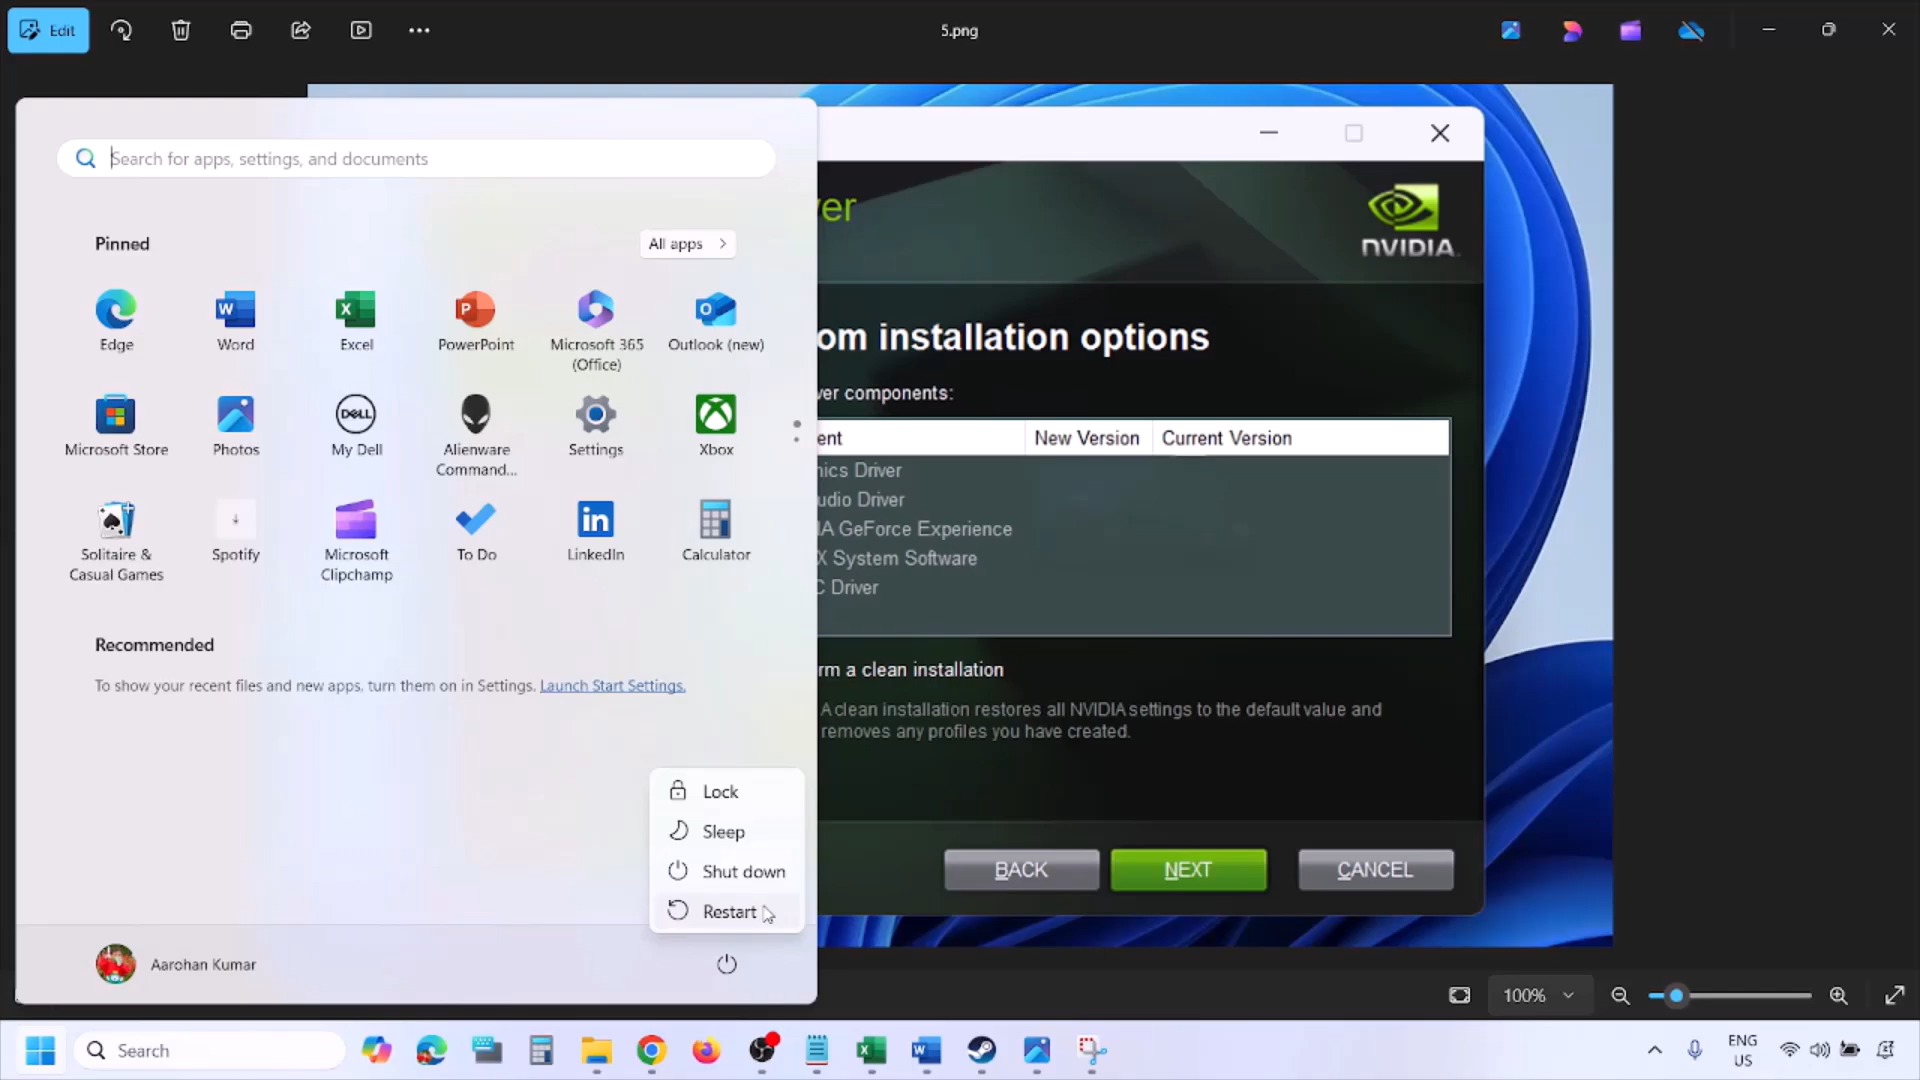 Edit
5.png
Search for apps, settings, and documents
Pinned
All apps
Edge
Word
Excel
PowerPoint
Microsoft 365
(Office)
Outlook (new)
Microsoft Store
Photos
DELL
My Dell
Alienware
Command...
Settings
Xbox
Solitaire &
Casual Games
Spotify
Microsoft
Clipchamp
To Do
LinkedIn
Calculator
Recommended
To show your recent files and new apps, turn them on in Settings. Launch Start Settings.
Lock
Sleep
Shut down
Restart
Aarohan Kumar
ver
NVIDIA.
om installation options
ver components:
ent
New Version
Current Version
nics Driver
udio Driver
IA GeForce Experience
X System Software
C Driver
rm a clean installation
A clean installation restores all NVIDIA settings to the default value and
removes any profiles you have created.
BACK
NEXT
CANCEL
100%
Search
ENG
US